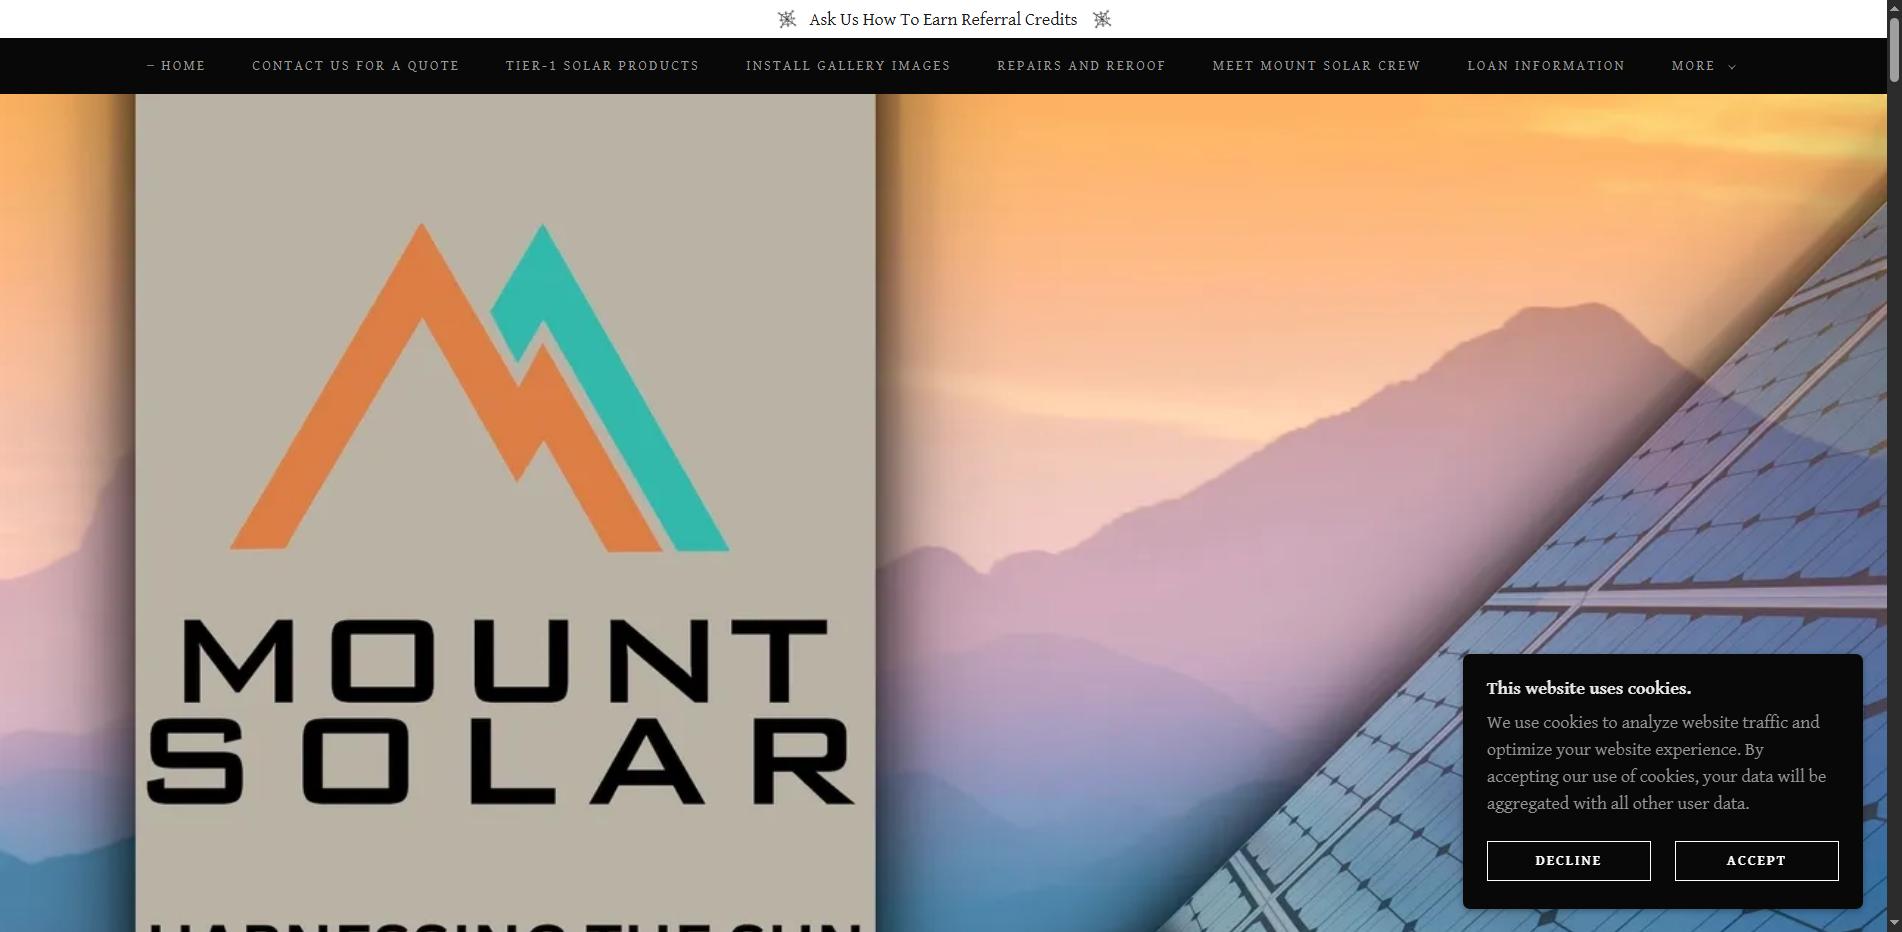 Ask Us How To Earn Referral Credits
– HOME CONTACT US FOR A QUOTE TIER-1 SOLAR PRODUCTS INSTALL GALLERY IMAGES REPAIRS AND REROOF MEET MOUNT SOLAR CREW LOAN INFORMATION MORE
MOUNT
SOLAR
HARNESSING THE SUN
This website uses cookies.
We use cookies to analyze website traffic and
optimize your website experience. By
accepting our use of cookies, your data will be
aggregated with all other user data.
DECLINE ACCEPT